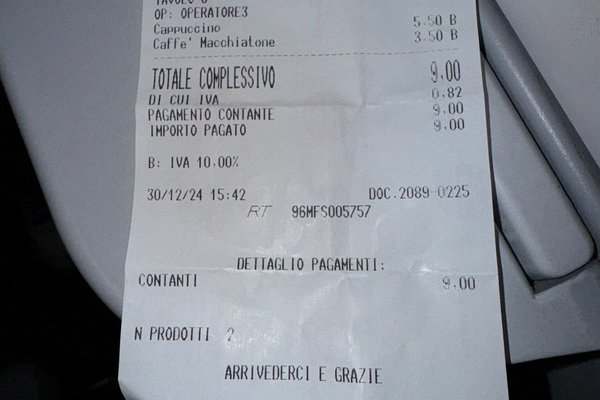 TAVOLO 6
OP: OPERATORE3
Cappuccino 5.50 B
Caffe' Macchiatone 3.50 B
TOTALE COMPLESSIVO 9,00
DI CUI IVA 0,82
PAGAMENTO CONTANTE 9,00
IMPORTO PAGATO 9,00
B: IVA 10,00%
30/12/24 15:42 DOC.2089-0225
RT 96MFS005757
DETTAGLIO PAGAMENTI:
CONTANTI 9,00
N PRODOTTI 2
ARRIVEDERCI E GRAZIE